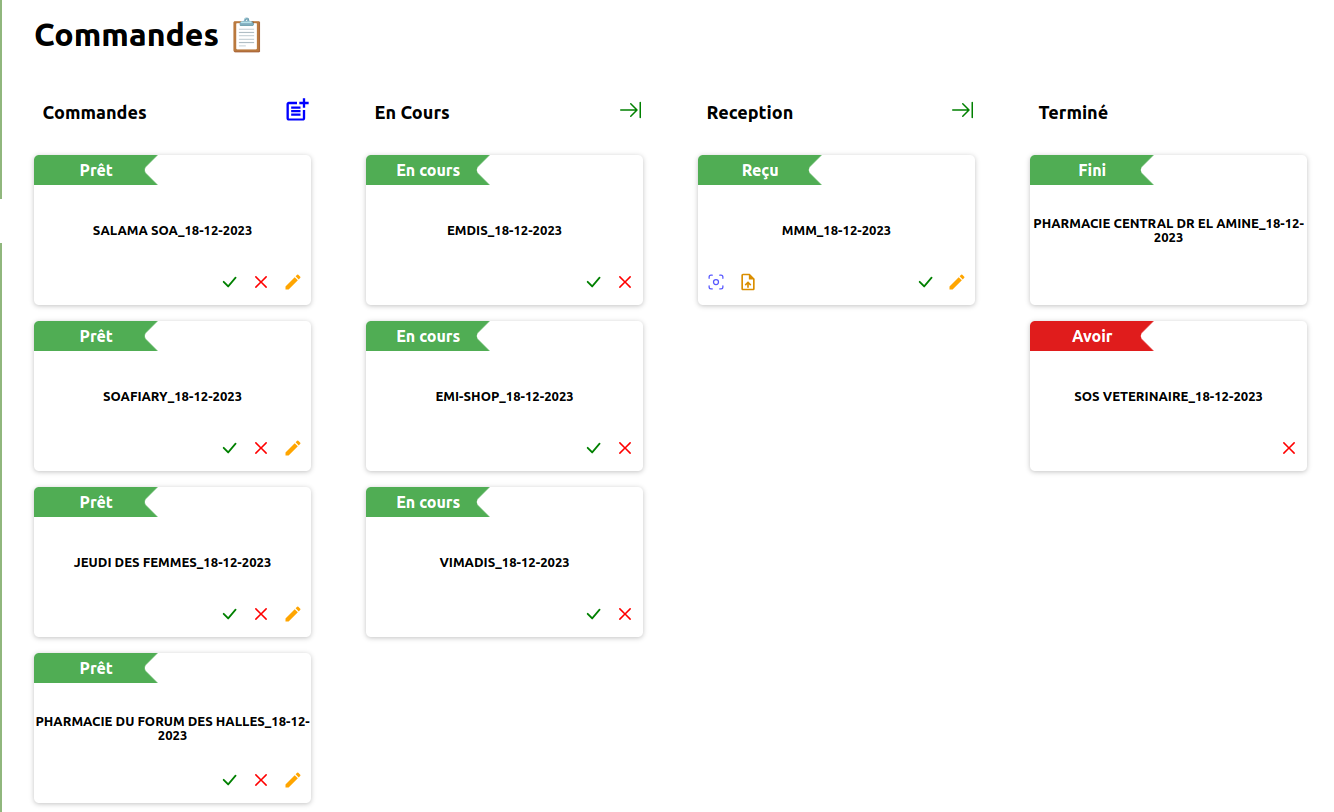 Commandes
Commandes
En Cours
Reception
Terminé
Prêt
SALAMA SOA_18-12-2023
Prêt
SOAFIARY_18-12-2023
Prêt
JEUDI DES FEMMES_18-12-2023
Prêt
PHARMACIE DU FORUM DES HALLES_18-12-
2023
En cours
EMDIS_18-12-2023
En cours
EMI-SHOP_18-12-2023
En cours
VIMADIS_18-12-2023
Reçu
MMM_18-12-2023
Fini
PHARMACIE CENTRAL DR EL AMINE_18-12-
2023
Avoir
SOS VETERINAIRE_18-12-2023